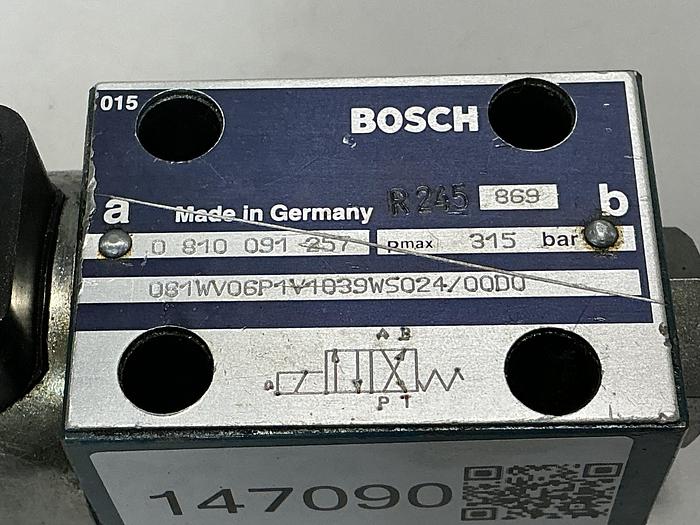 015
BOSCH
R245 869
a Made in Germany b
0 810 091 257 pmax 315 bar
081WV06P1V1039WS024/00D0
A B
a
P T
147090